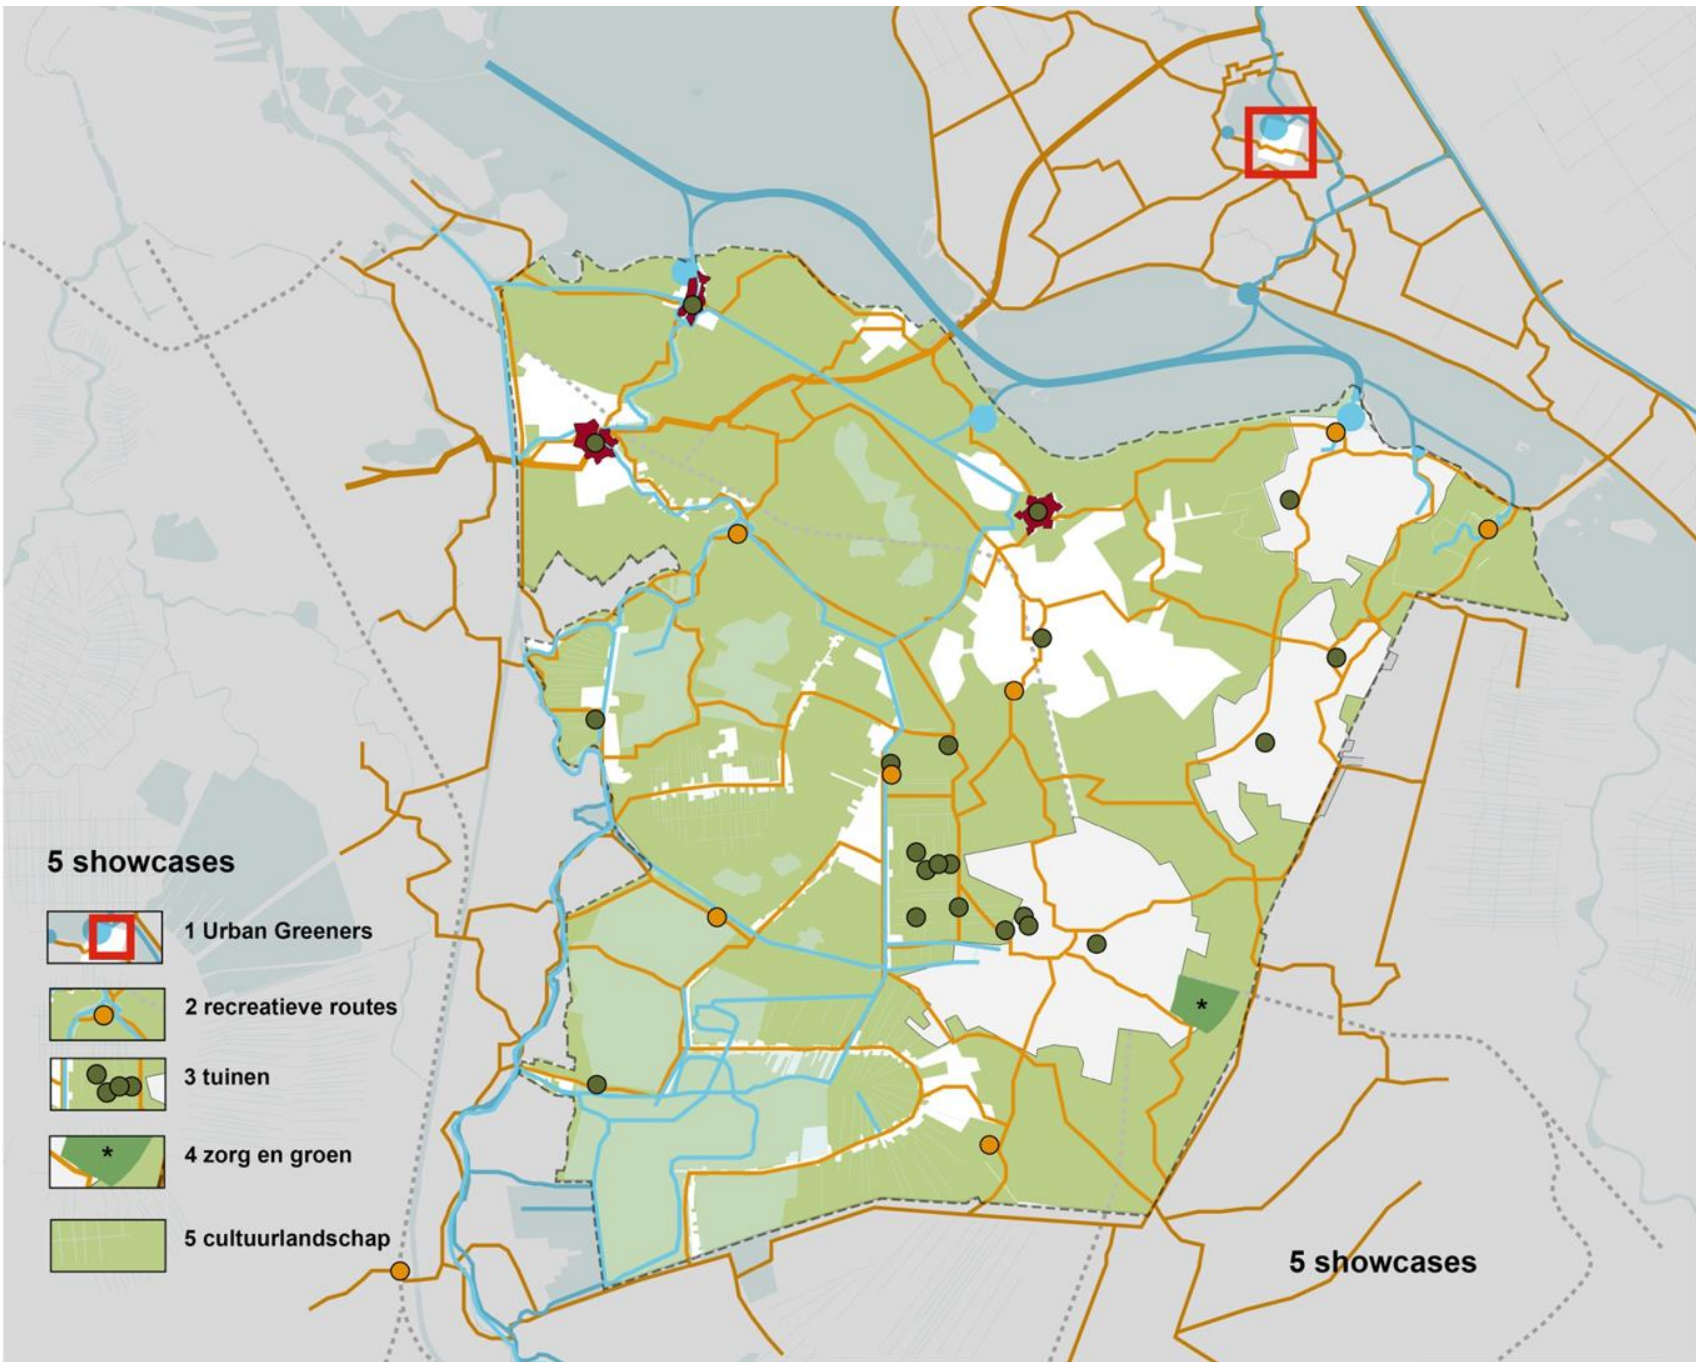 5 showcases
1 Urban Greeners
2 recreatieve routes
3 tuinen
* 4 zorg en groen
5 cultuurlandschap
*
5 showcases